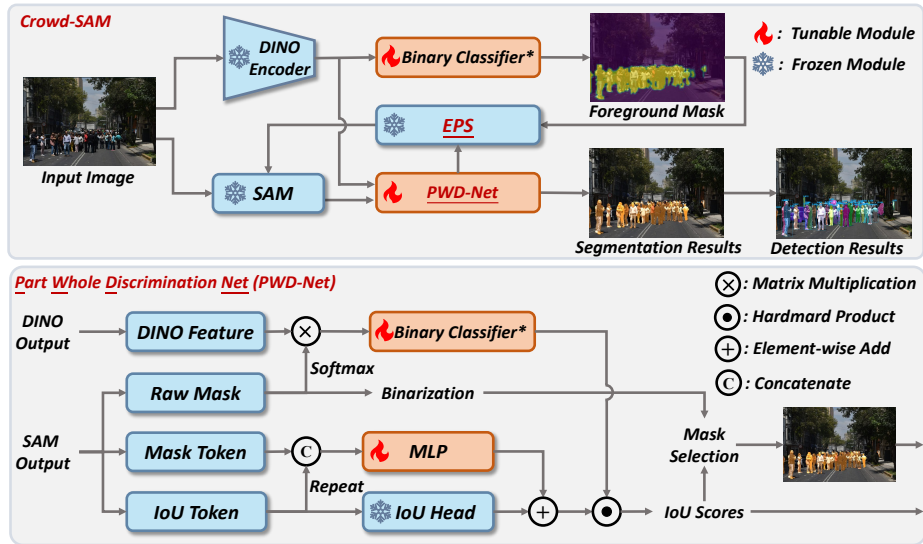 Crowd-SAM
DINO
Encoder
Binary Classifier*
: Tunable Module
: Frozen Module
Foreground Mask
EPS
Input Image
SAM
PWD-Net
Segmentation Results
Detection Results
Part Whole Discrimination Net (PWD-Net)
: Matrix Multiplication
: Hardmard Product
: Element-wise Add
C : Concatenate
DINO
Output
DINO Feature
Binary Classifier*
Softmax
Raw Mask
Binarization
SAM
Output
Mask Token
C
MLP
Mask
Selection
Repeat
IoU Token
IoU Head
IoU Scores